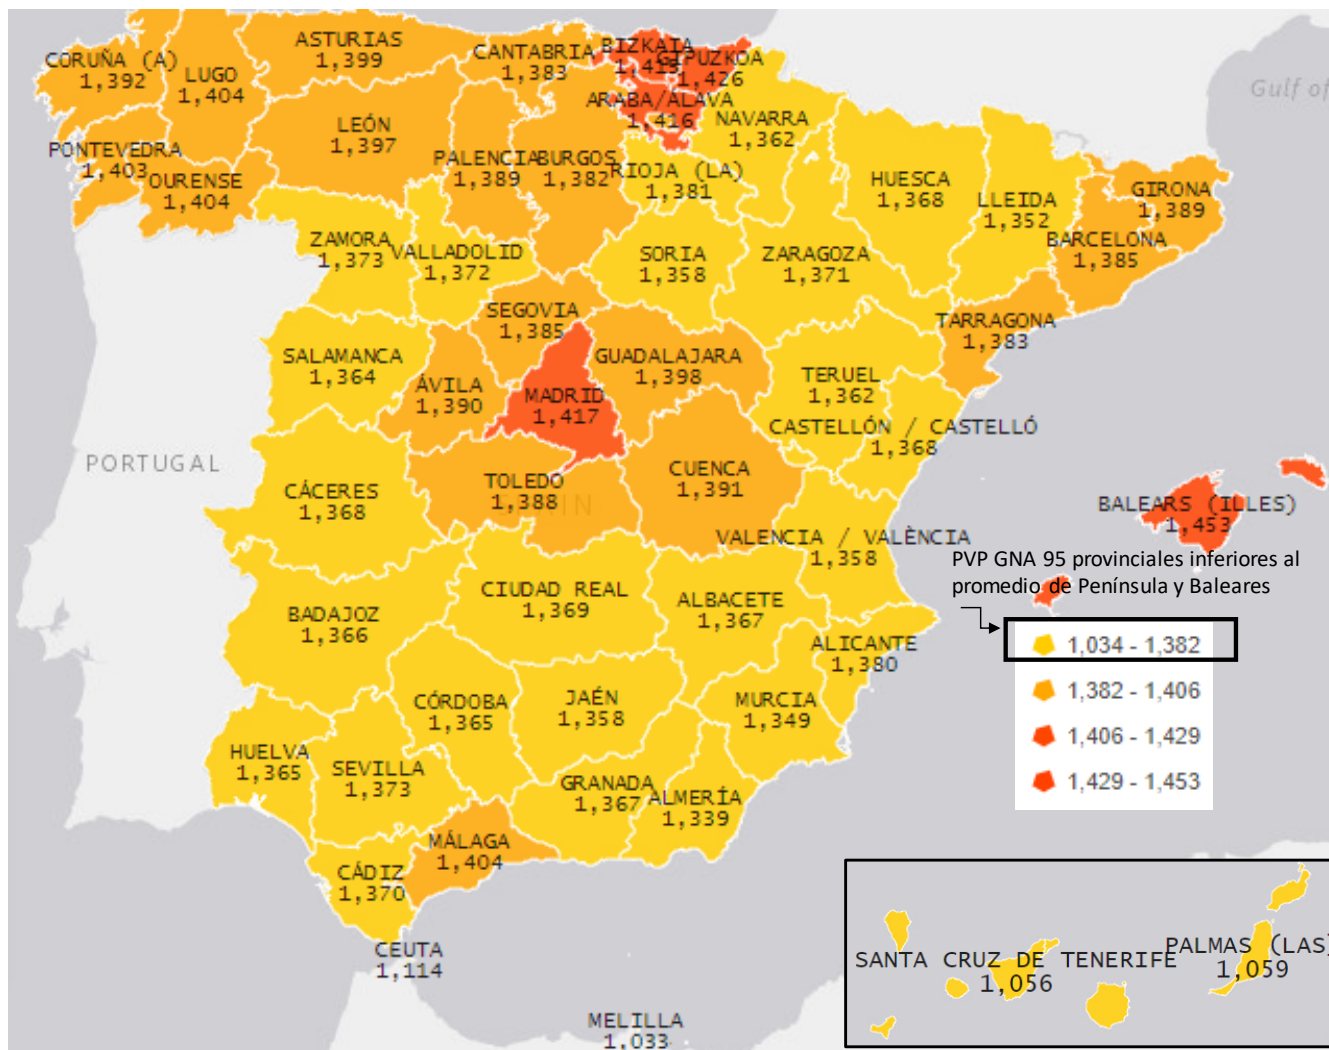 ASTURIAS
1,399
CANTABRIA
1,383
BIZKAIA
1,415
GIPUZKOA
1,426
CORUÑA (A)
1,392
LUGO
1,404
Gulf of
ARABA/ÁLAVA
1,416
NAVARRA
1,362
LEÓN
1,397
PONTEVEDRA
1,403
OURENSE
1,404
PALENCIA
1,389
BURGOS
1,382
RIOJA (LA)
1,381
HUESCA
1,368
LLEIDA
1,352
GIRONA
1,389
BARCELONA
1,385
ZAMORA
1,373
VALLADOLID
1,372
SORIA
1,358
ZARAGOZA
1,371
SEGOVIA
1,385
TARRAGONA
1,383
SALAMANCA
1,364
ÁVILA
1,390
MADRID
1,417
GUADALAJARA
1,398
TERUEL
1,362
CASTELLÓN / CASTELLÓ
1,368
PORTUGAL
CÁCERES
1,368
TOLEDO
1,388
CUENCA
1,391
BALEARS (ILLES)
1,453
VALENCIA / VALÈNCIA
1,358
PVP GNA 95 provinciales inferiores al
promedio de Península y Baleares
BADAJOZ
1,366
CIUDAD REAL
1,369
ALBACETE
1,367
ALICANTE
1,380
1,034 - 1,382
1,382 - 1,406
1,406 - 1,429
1,429 - 1,453
CÓRDOBA
1,365
JAÉN
1,358
MURCIA
1,349
HUELVA
1,365
SEVILLA
1,373
GRANADA
1,367
ALMERÍA
1,339
MÁLAGA
1,404
CÁDIZ
1,370
CEUTA
1,114
SANTA CRUZ DE TENERIFE
1,056
PALMAS (LAS)
1,059
MELILLA
1,033